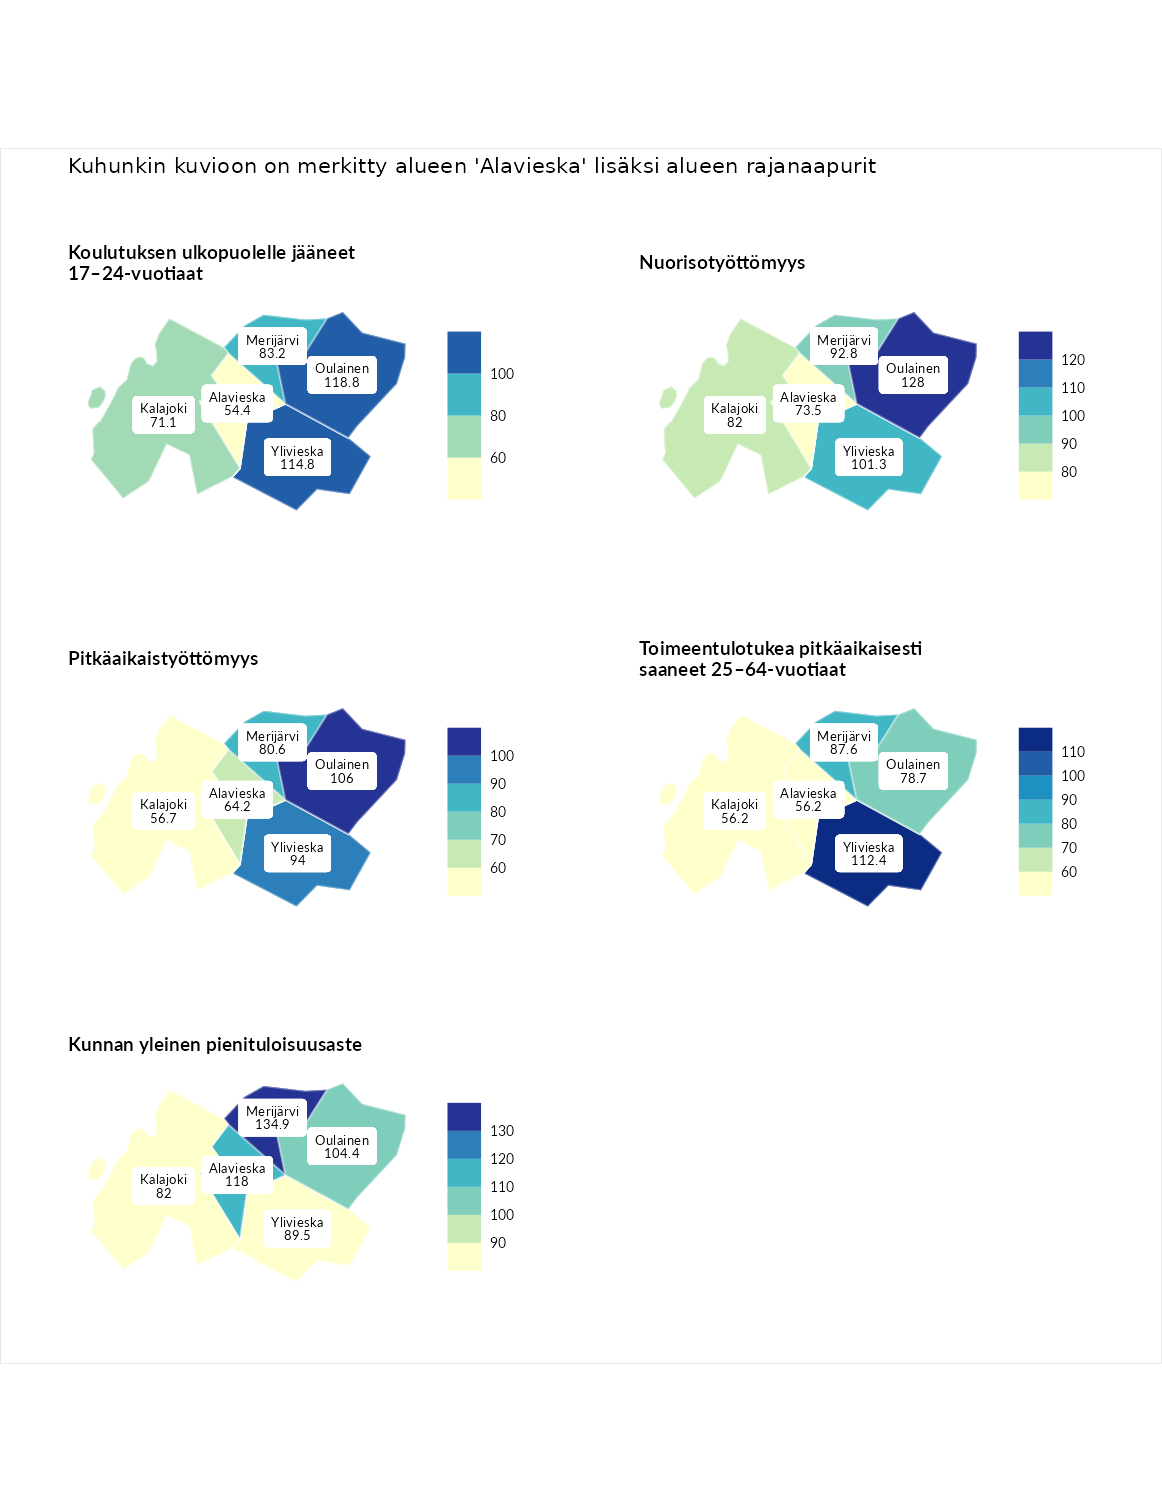 Kuhunkin kuvioon on merkitty alueen 'Alavieska' lisäksi alueen rajanaapurit
Koulutuksen ulkopuolelle jääneet
17–24-vuotiaat
Merijärvi
83.2
Oulainen
118.8
Alavieska
54.4
Kalajoki
71.1
Ylivieska
114.8
100
80
60
Nuorisotyöttömyys
Merijärvi
92.8
Oulainen
128
Alavieska
73.5
Kalajoki
82
Ylivieska
101.3
120
110
100
90
80
Pitkäaikaistyöttömyys
Merijärvi
80.6
Oulainen
106
Alavieska
64.2
Kalajoki
56.7
Ylivieska
94
100
90
80
70
60
Toimeentulotukea pitkäaikaisesti
saaneet 25–64-vuotiaat
Merijärvi
87.6
Oulainen
78.7
Alavieska
56.2
Kalajoki
56.2
Ylivieska
112.4
110
100
90
80
70
60
Kunnan yleinen pienituloisuusaste
Merijärvi
134.9
Oulainen
104.4
Alavieska
118
Kalajoki
82
Ylivieska
89.5
130
120
110
100
90